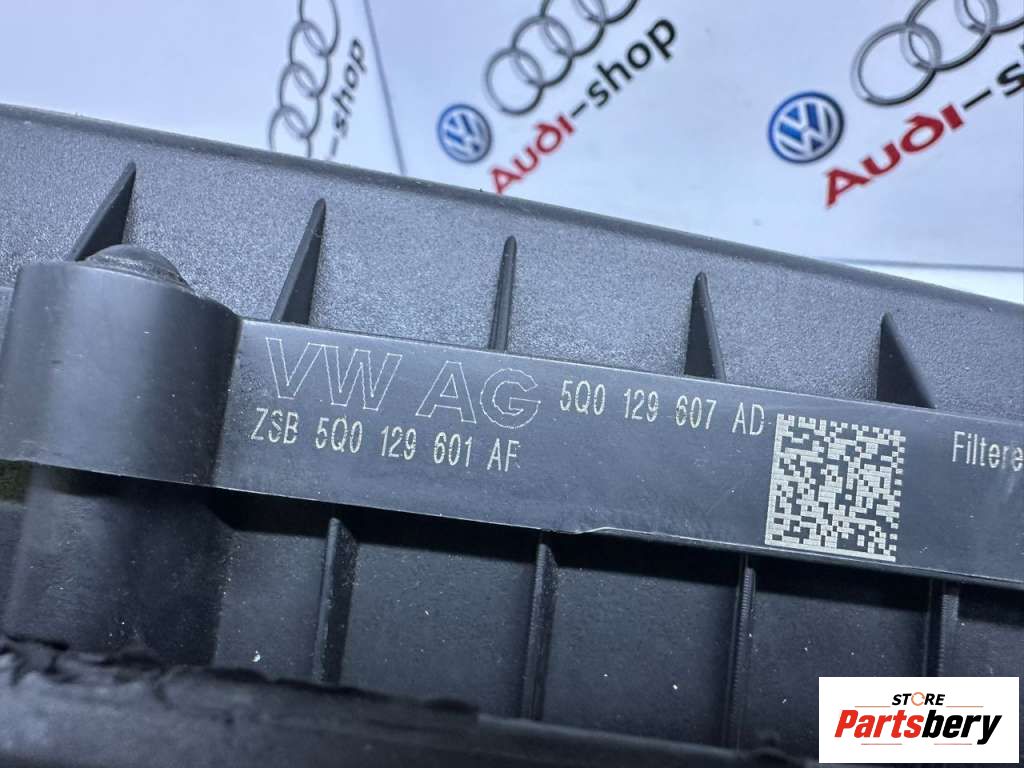 Audi-shop
Audi-shop
Audi-shop
VW AG 5Q0 129 607 AD
ZSB 5Q0 129 601 AF
Filtere
STORE
Partsbery